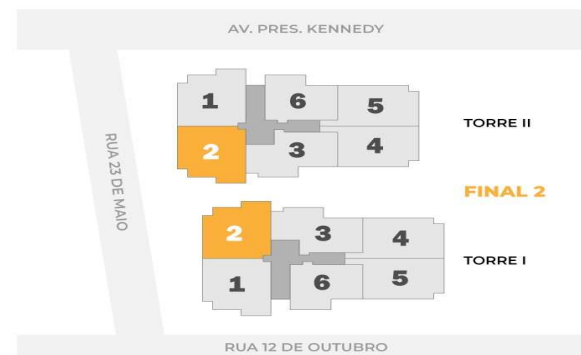 AV. PRES. KENNEDY
1
6
5
TORRE II
2
3
4
RUA 23 DE MAIO
FINAL 2
2
3
4
TORRE I
1
6
5
RUA 12 DE OUTUBRO